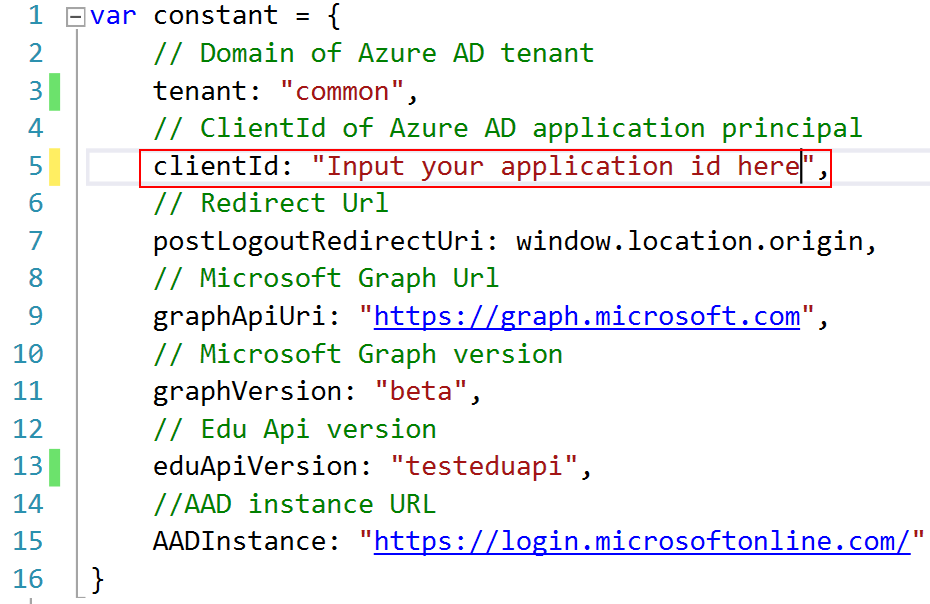 1 var constant = {
2 // Domain of Azure AD tenant
3 tenant: "common",
4 // ClientId of Azure AD application principal
5 clientId: "Input your application id here",
6 // Redirect Url
7 postLogoutRedirectUri: window.location.origin,
8 // Microsoft Graph Url
9 graphApiUri: "https://graph.microsoft.com",
10 // Microsoft Graph version
11 graphVersion: "beta",
12 // Edu Api version
13 eduApiVersion: "testeduapi",
14 //AAD instance URL
15 AADInstance: "https://login.microsoftonline.com/"
16 }